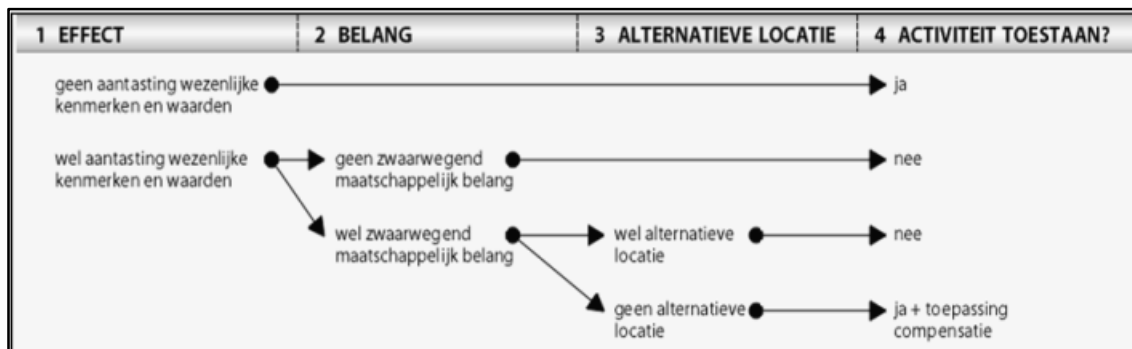 1 EFFECT
2 BELANG
3 ALTERNATIEVE LOCATIE
4 ACTIVITEIT TOESTAAN?
geen aantasting wezenlijke
kenmerken en waarden
ja
wel aantasting wezenlijke
kenmerken en waarden
geen zwaarwegend
maatschappelijk belang
nee
wel zwaarwegend
maatschappelijk belang
wel alternatieve
locatie
nee
geen alternatieve
locatie
ja + toepassing
compensatie